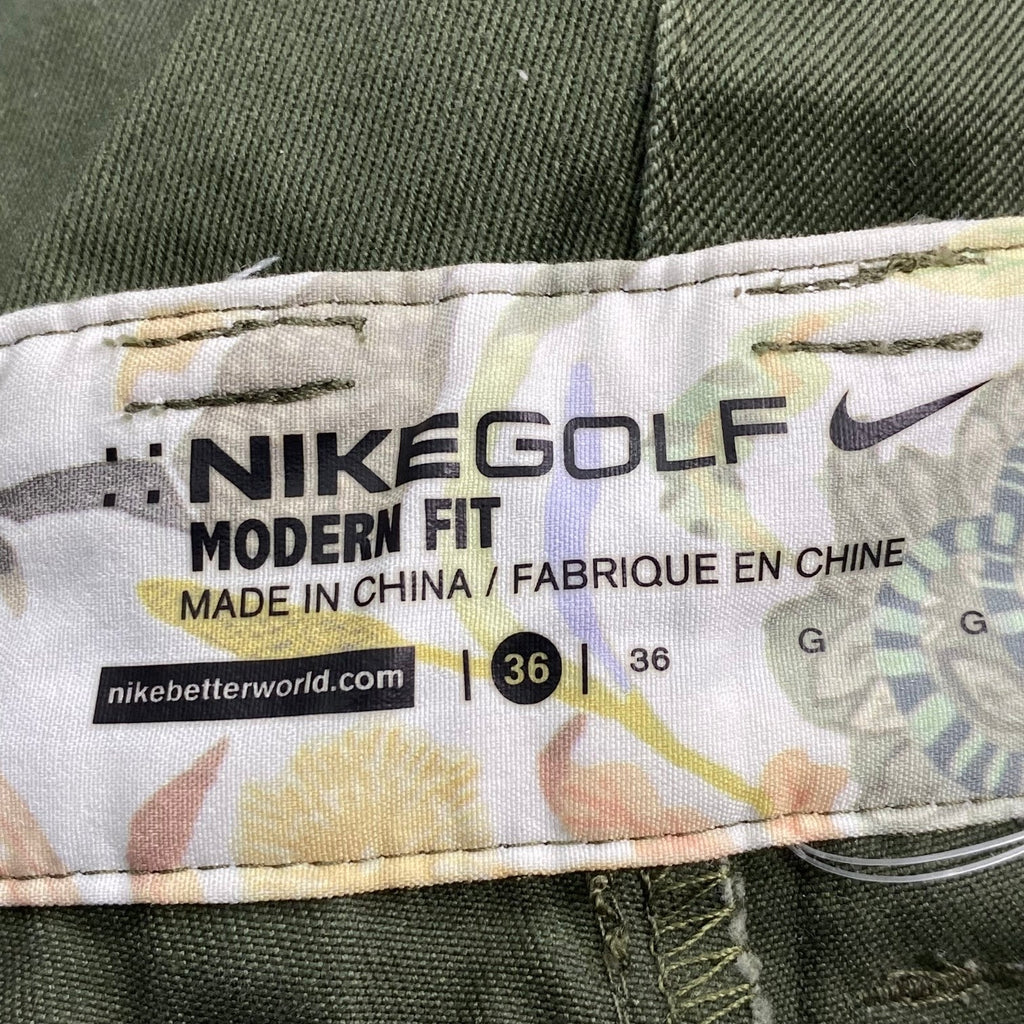 NIKEGOLF
MODERN FIT
MADE IN CHINA / FABRIQUE EN CHINE
nikebetterworld.com | 36 | 36 G G